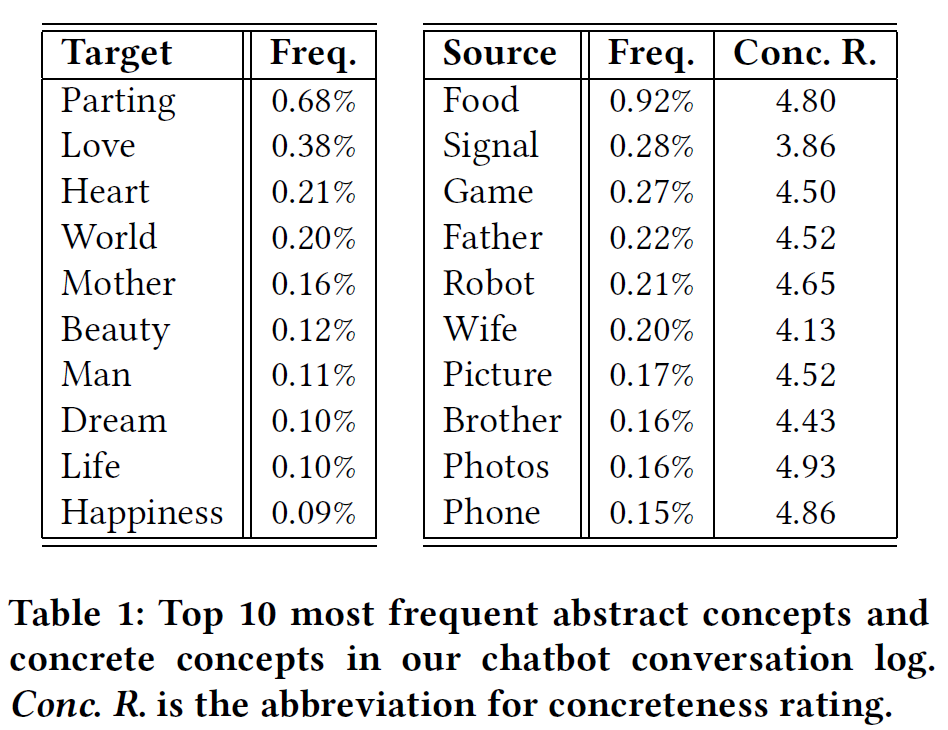 Target Freq. Source Freq. Conc. R.
Parting 0.68% Food 0.92% 4.80
Love 0.38% Signal 0.28% 3.86
Heart 0.21% Game 0.27% 4.50
World 0.20% Father 0.22% 4.52
Mother 0.16% Robot 0.21% 4.65
Beauty 0.12% Wife 0.20% 4.13
Man 0.11% Picture 0.17% 4.52
Dream 0.10% Brother 0.16% 4.43
Life 0.10% Photos 0.16% 4.93
Happiness 0.09% Phone 0.15% 4.86
Table 1: Top 10 most frequent abstract concepts and
concrete concepts in our chatbot conversation log.
Conc. R. is the abbreviation for concreteness rating.